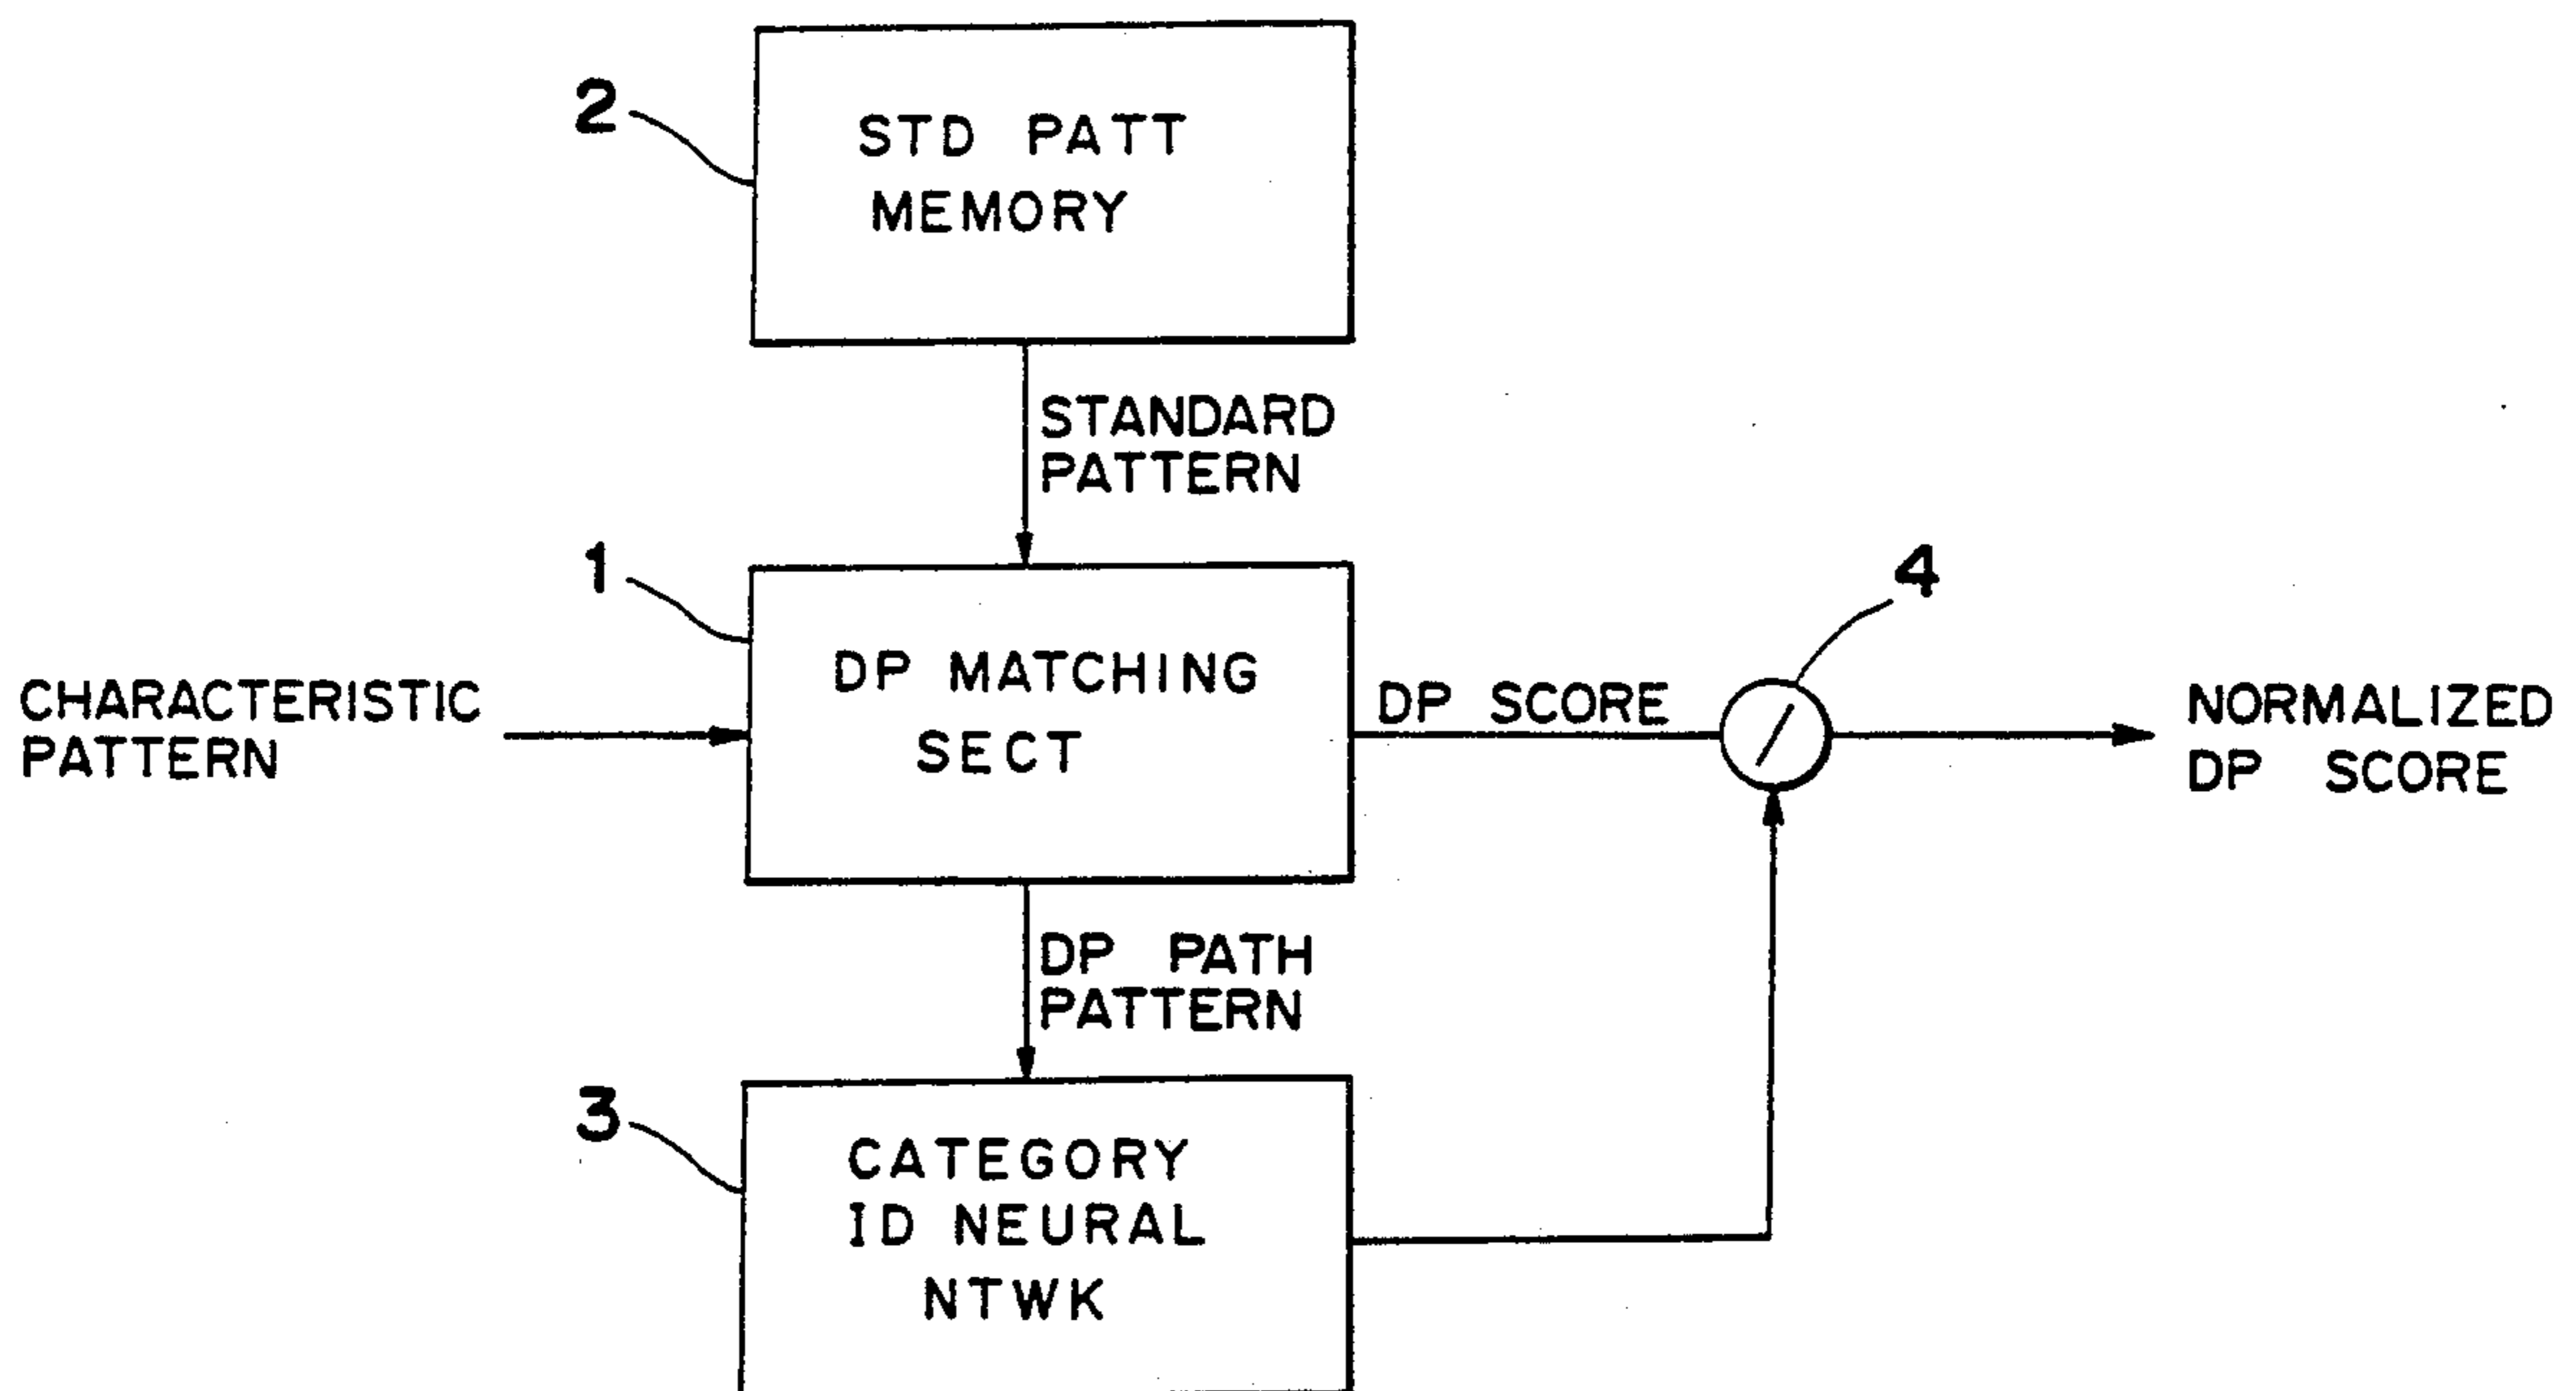 2
STD PATT
MEMORY
STANDARD
PATTERN
1
DP MATCHING
SECT
CHARACTERISTIC
PATTERN
DP SCORE
4
NORMALIZED
DP SCORE
DP PATH
PATTERN
3
CATEGORY
ID NEURAL
NTWK